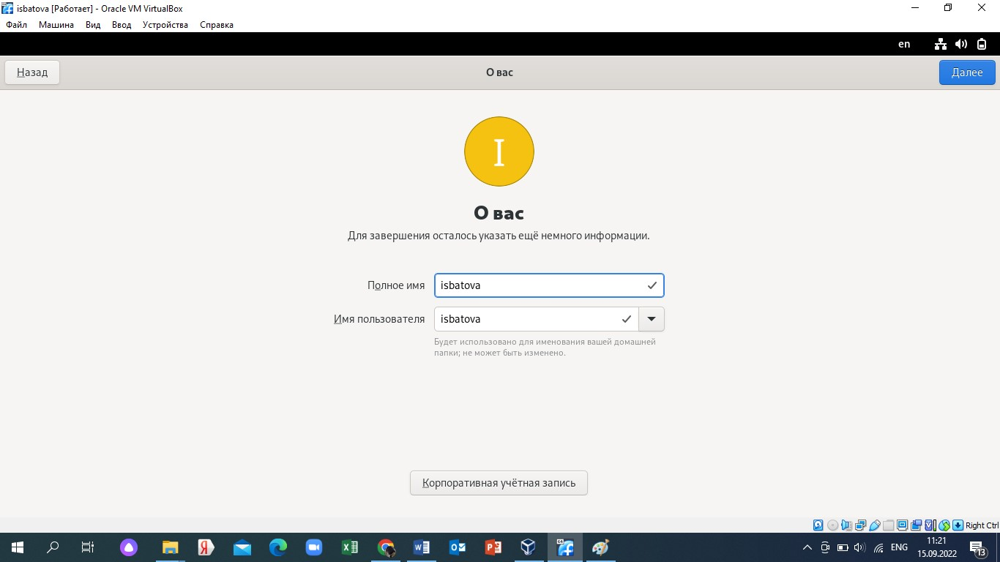 isbatova [Работает] - Oracle VM VirtualBox
Файл Машина Вид Ввод Устройства Справка
en
Назад О вас Далее
I
О вас
Для завершения осталось указать ещё немного информации.
Полное имя isbatova
Имя пользователя isbatova
Будет использовано для именования вашей домашней
папки; не может быть изменено.
Корпоративная учётная запись
Right Ctrl
ENG 11:21
15.09.2022
13